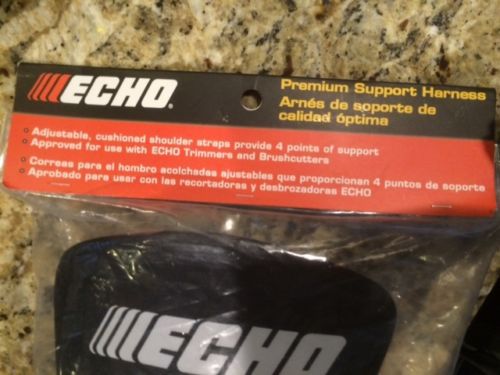 ECHO®
Premium Support Harness
Arnés de soporte de
calidad óptima
Adjustable, cushioned shoulder straps provide 4 points of support
Approved for use with ECHO Trimmers and Brushcutters
Correas para el hombro acolchadas ajustables que proporcionan 4 puntos de soporte
Aprobado para usar con las recortadoras y desbrozadoras ECHO
ECHO